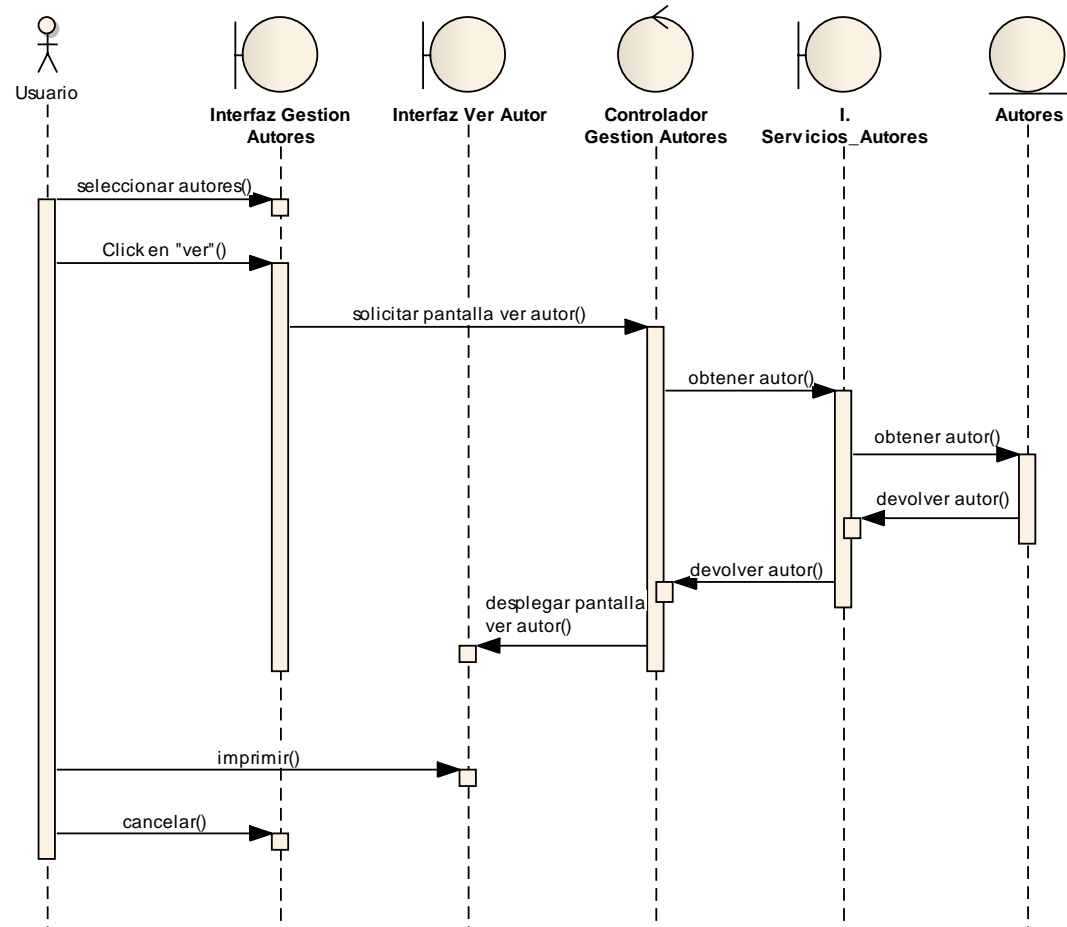 Usuario
Interfaz Gestion
Autores
Interfaz Ver Autor
Controlador
Gestion Autores
I.
Servicios_Autores
Autores
seleccionar autores()
Click en "ver"()
solicitar pantalla ver autor()
obtener autor()
obtener autor()
devolver autor()
devolver autor()
desplegar pantalla
ver autor()
imprimir()
cancelar()